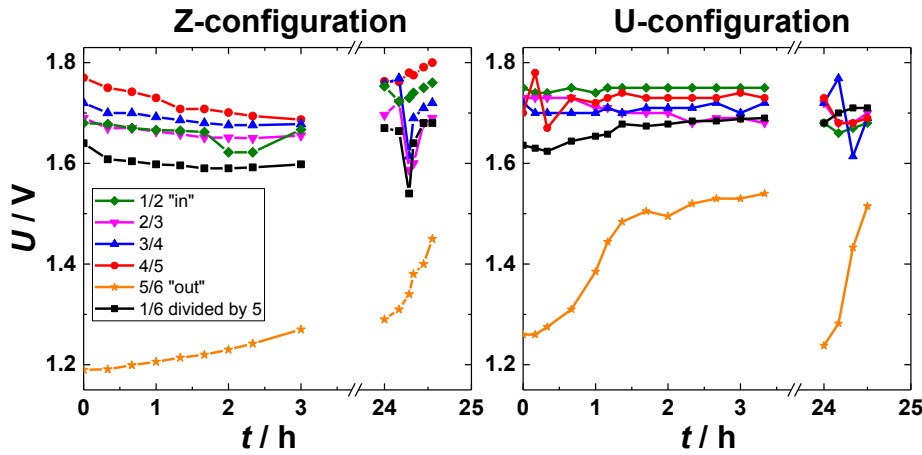 Z-configuration
U-configuration
U / V
1.8
1.6
1.4
1.2
1/2 "in"
2/3
3/4
4/5
5/6 "out"
1/6 divided by 5
0 1 2 3 24 25
t / h
1.8
1.6
1.4
1.2
0 1 2 3 24 25
t / h